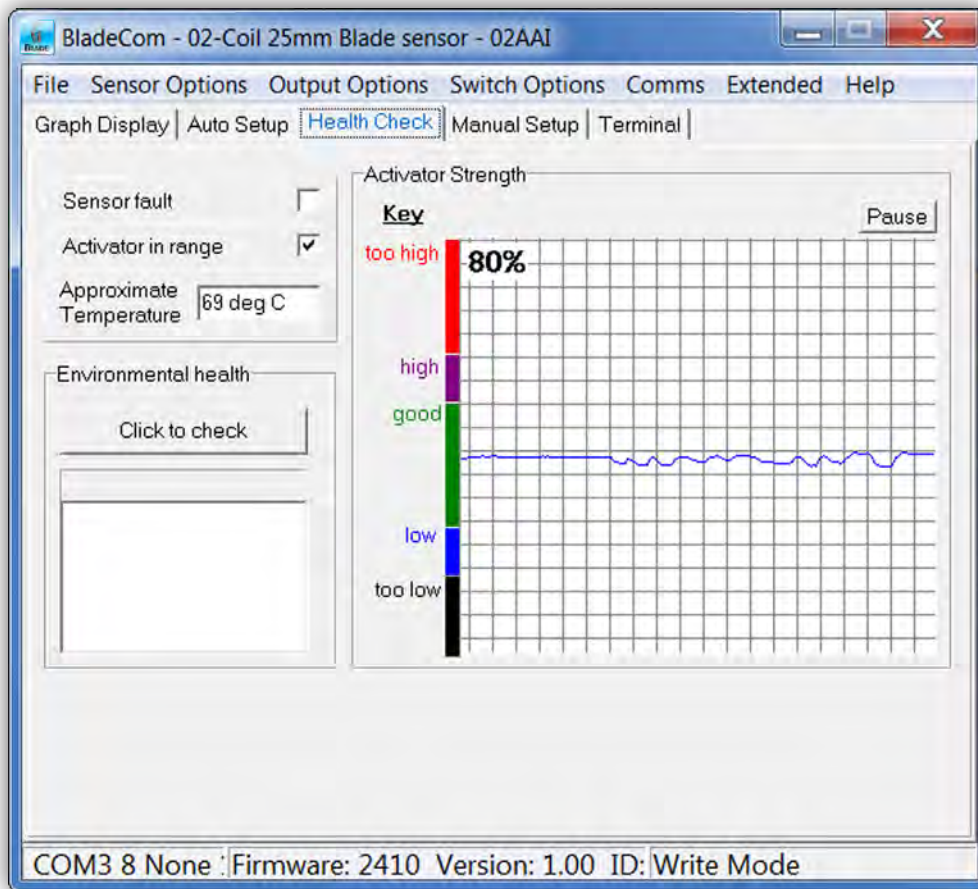 BladeCom - 02-Coil 25mm Blade sensor - 02AAI
File Sensor Options Output Options Switch Options Comms Extended Help
Graph Display Auto Setup Health Check Manual Setup Terminal
Sensor fault
Activator in range
Approximate
Temperature
69 deg C
Environmental health
Click to check
Activator Strength
Key
Pause
too high
80%
high
good
low
too low
COM3 8 None Firmware: 2410 Version: 1.00 ID: Write Mode